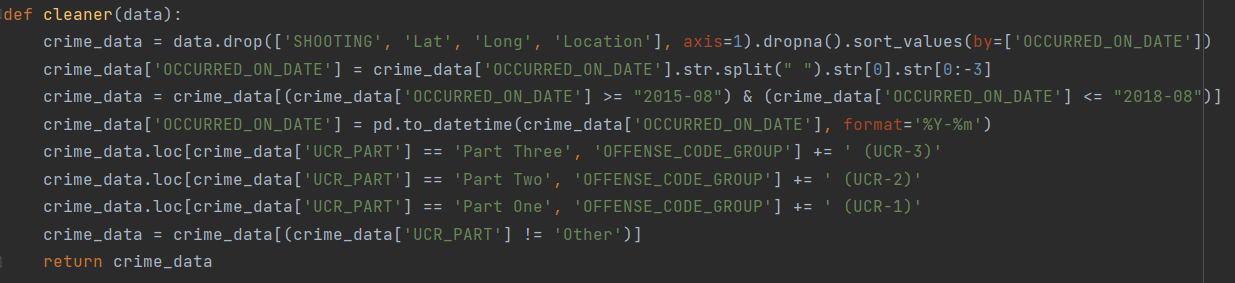 def cleaner(data):
    crime_data = data.drop(['SHOOTING', 'Lat', 'Long', 'Location'], axis=1).dropna().sort_values(by=['OCCURRED_ON_DATE'])
    crime_data['OCCURRED_ON_DATE'] = crime_data['OCCURRED_ON_DATE'].str.split(" ").str[0].str[0:-3]
    crime_data = crime_data[(crime_data['OCCURRED_ON_DATE'] >= "2015-08") & (crime_data['OCCURRED_ON_DATE'] <= "2018-08")]
    crime_data['OCCURRED_ON_DATE'] = pd.to_datetime(crime_data['OCCURRED_ON_DATE'], format='%Y-%m')
    crime_data.loc[crime_data['UCR_PART'] == 'Part Three', 'OFFENSE_CODE_GROUP'] += ' (UCR-3)'
    crime_data.loc[crime_data['UCR_PART'] == 'Part Two', 'OFFENSE_CODE_GROUP'] += ' (UCR-2)'
    crime_data.loc[crime_data['UCR_PART'] == 'Part One', 'OFFENSE_CODE_GROUP'] += ' (UCR-1)'
    crime_data = crime_data[(crime_data['UCR_PART'] != 'Other')]
    return crime_data